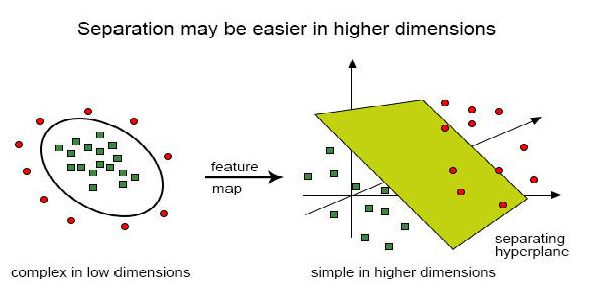 Separation may be easier in higher dimensions
feature
map
separating
hyperplane
complex in low dimensions
simple in higher dimensions